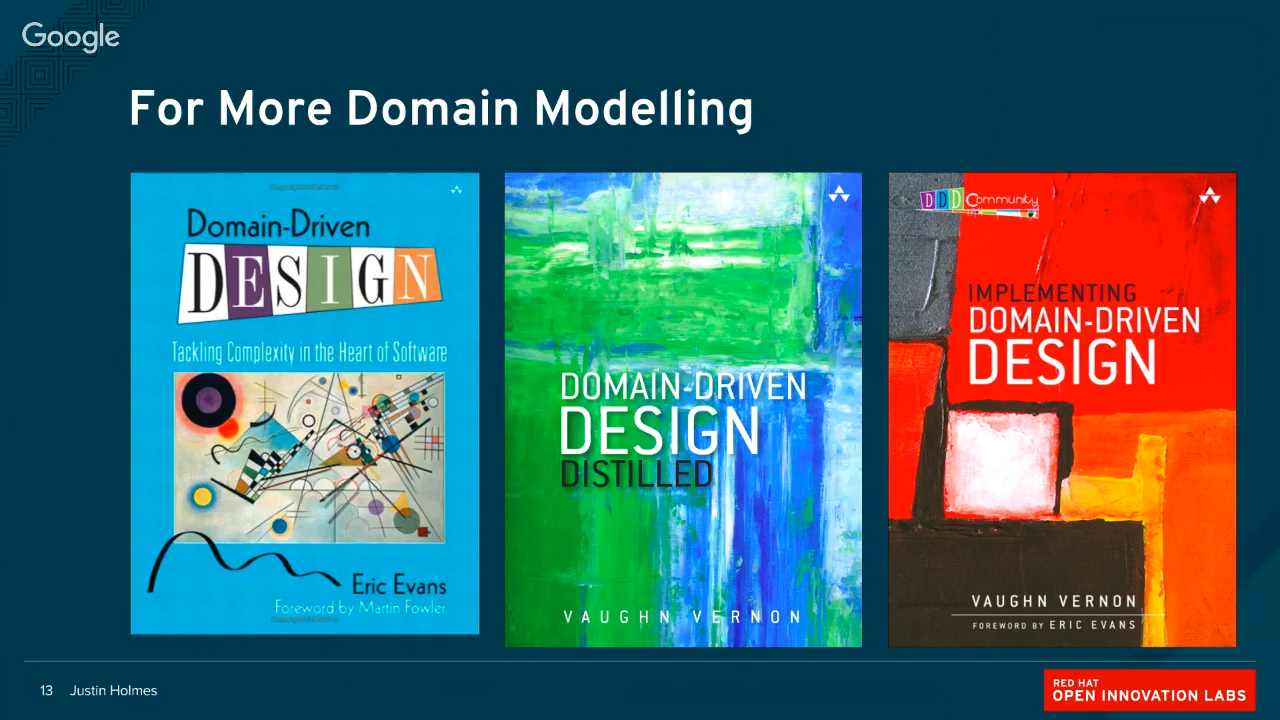 Google
For More Domain Modelling
Domain-Driven
DESIGN
Tackling Complexity in the Heart of Software
Eric Evans
Foreword by Martin Fowler
DOMAIN-DRIVEN
DESIGN
DISTILLED
VAUGHN VERNON
DDD Community
IMPLEMENTING
DOMAIN-DRIVEN
DESIGN
VAUGHN VERNON
FOREWORD BY ERIC EVANS
13 Justin Holmes
RED HAT
OPEN INNOVATION LABS